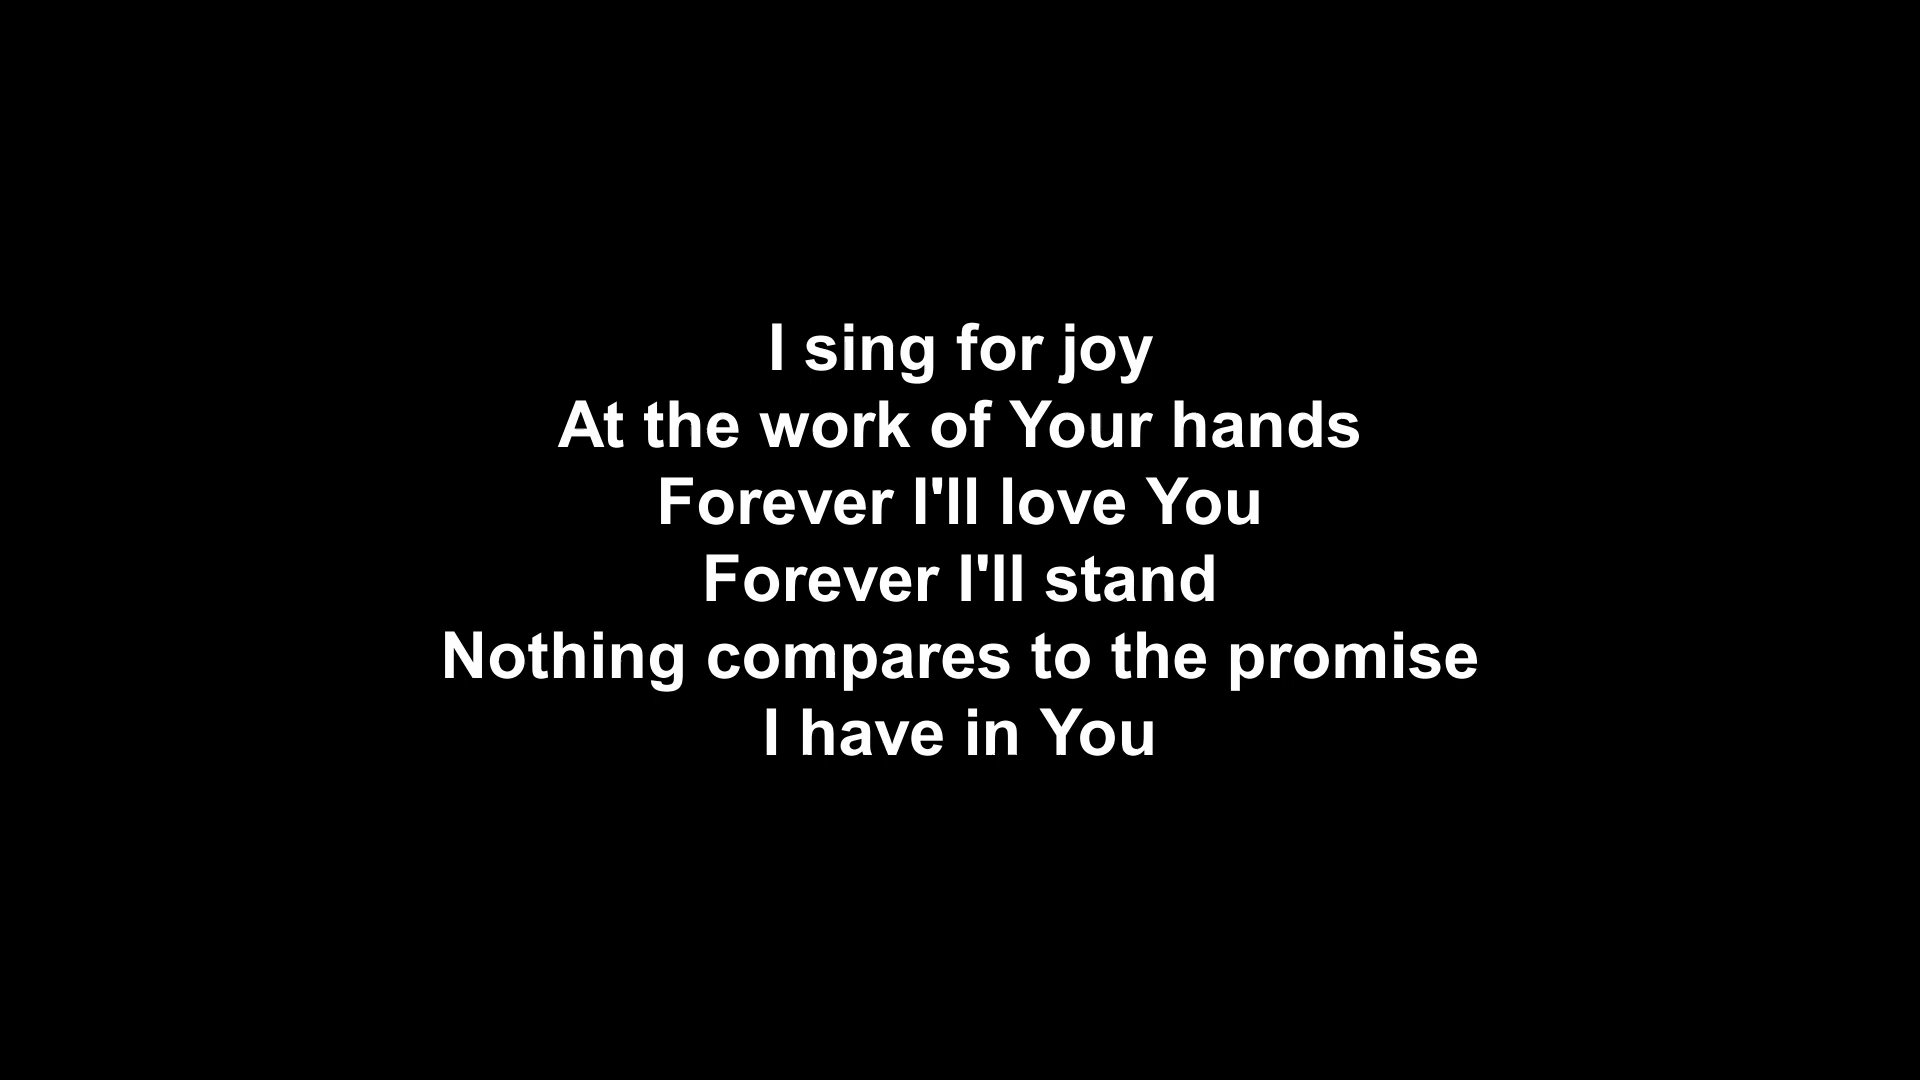 I sing for joy
At the work of Your hands
Forever I'll love You
Forever I'll stand
Nothing compares to the promise
I have in You